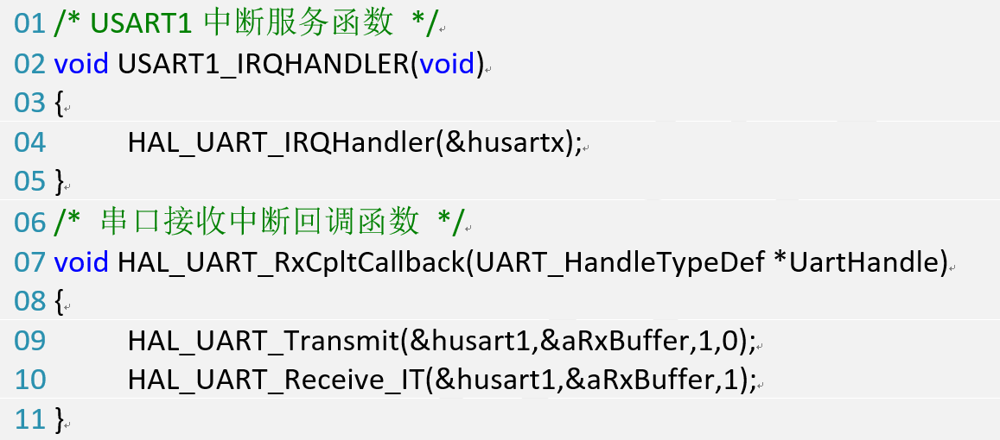 01 /* USART1 中断服务函数 */
02 void USART1_IRQHANDLER(void)
03 {
04 HAL_UART_IRQHandler(&husartx);
05 }
06 /* 串口接收中断回调函数 */
07 void HAL_UART_RxCpltCallback(UART_HandleTypeDef *UartHandle)
08 {
09 HAL_UART_Transmit(&husart1,&aRxBuffer,1,0);
10 HAL_UART_Receive_IT(&husart1,&aRxBuffer,1);
11 }